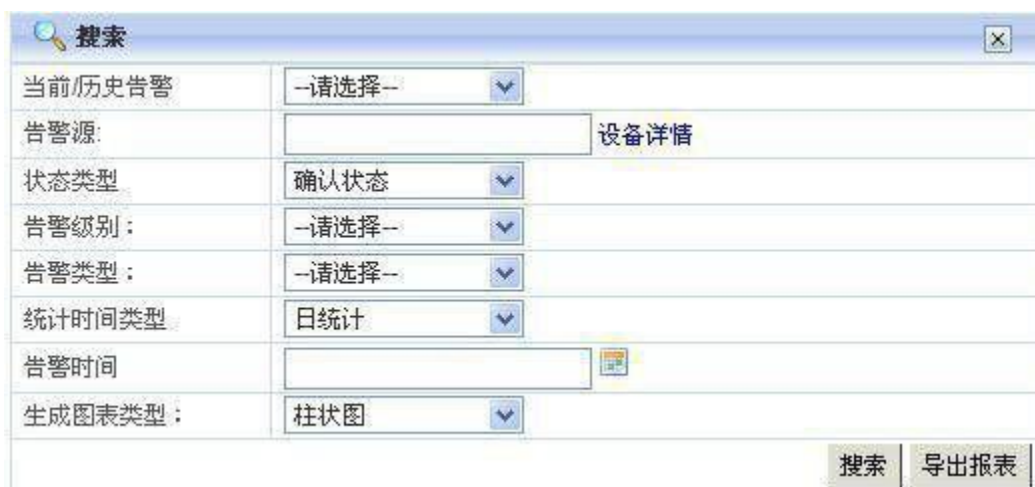 搜索
当前/历史告警 --请选择--
告警源: 设备详情
状态类型 确认状态
告警级别： --请选择--
告警类型： --请选择--
统计时间类型 日统计
告警时间
生成图表类型： 柱状图
搜索 导出报表